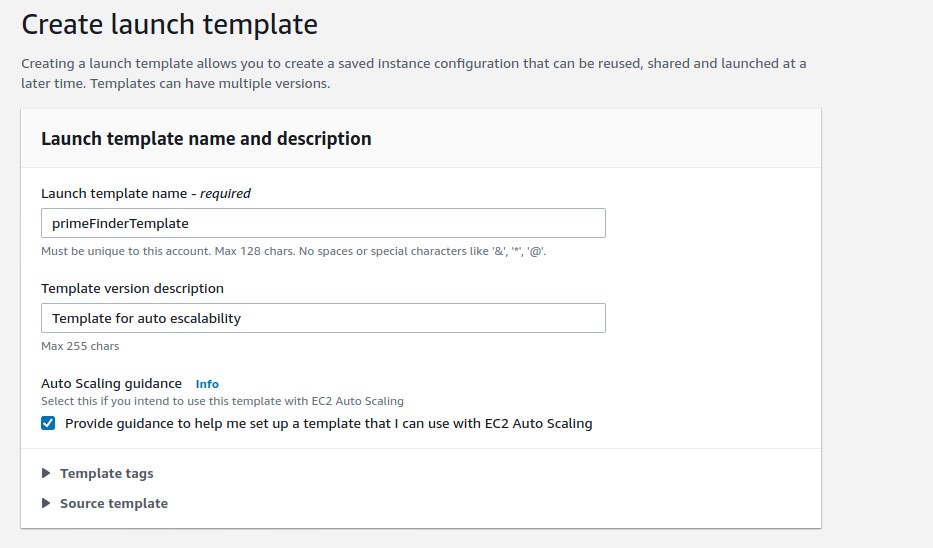 Create launch template
Creating a launch template allows you to create a saved instance configuration that can be reused, shared and launched at a
later time. Templates can have multiple versions.
Launch template name and description
Launch template name - required
primeFinderTemplate
Must be unique to this account. Max 128 chars. No spaces or special characters like '&', '*', '@'.
Template version description
Template for auto escalability
Max 255 chars
Auto Scaling guidance Info
Select this if you intend to use this template with EC2 Auto Scaling
Provide guidance to help me set up a template that I can use with EC2 Auto Scaling
Template tags
Source template